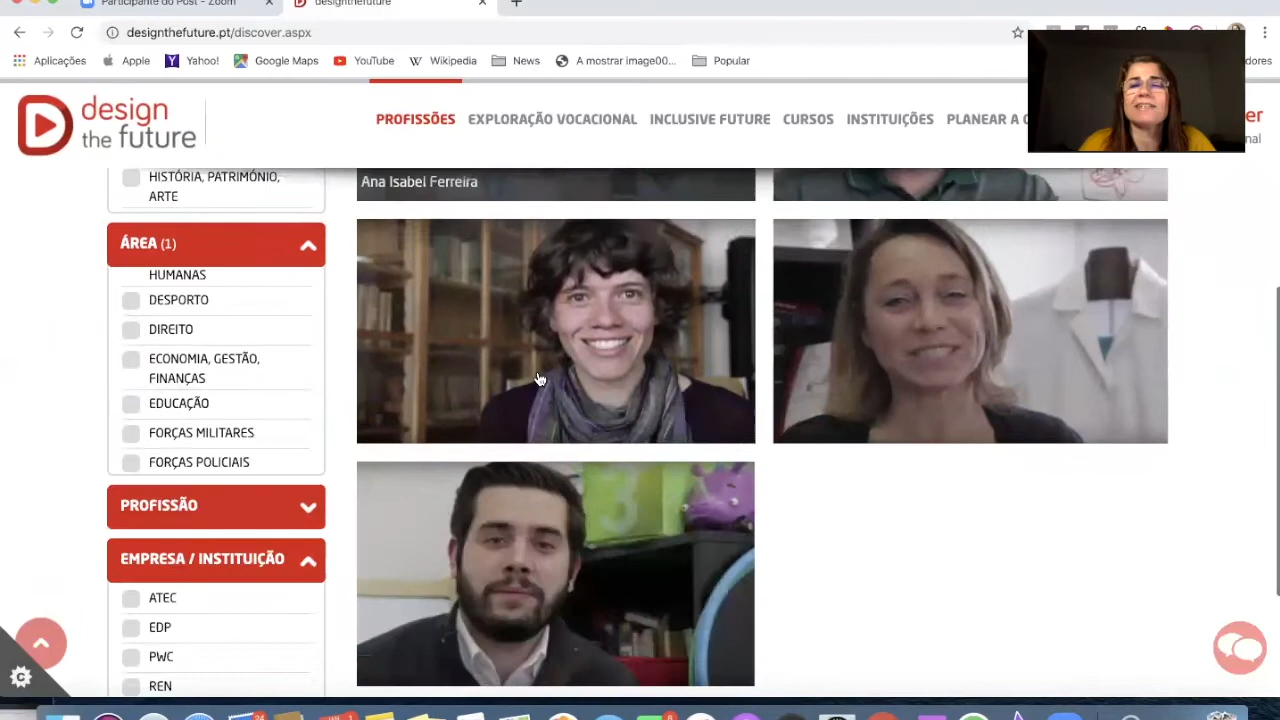 Participante do Post - Zoom
designthefuture
designthefuture.pt/discover.aspx
Aplicações
Apple
Yahoo!
Google Maps
YouTube
Wikipedia
News
A mostrar image00...
Popular
design
the future
PROFISSÕES
EXPLORAÇÃO VOCACIONAL
INCLUSIVE FUTURE
CURSOS
INSTITUIÇÕES
PLANEAR A
HISTÓRIA, PATRIMÓNIO,
ARTE
ÁREA (1)
HUMANAS
DESPORTO
DIREITO
ECONOMIA, GESTÃO,
FINANÇAS
EDUCAÇÃO
FORÇAS MILITARES
FORÇAS POLICIAIS
PROFISSÃO
EMPRESA / INSTITUIÇÃO
ATEC
EDP
PWC
REN
Ana Isabel Ferreira